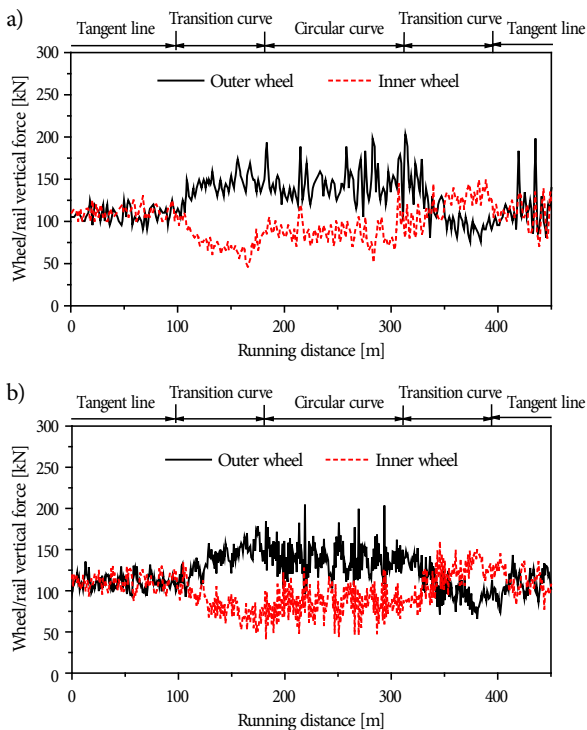 a)
Tangent line Transition curve Circular curve Transition curve Tangent line
300
250
200
150
100
50
0
Wheel/rail vertical force [kN]
Outer wheel Inner wheel
0 100 200 300 400
Running distance [m]
b)
Tangent line Transition curve Circular curve Transition curve Tangent line
300
250
200
150
100
50
0
Wheel/rail vertical force [kN]
Outer wheel Inner wheel
0 100 200 300 400
Running distance [m]